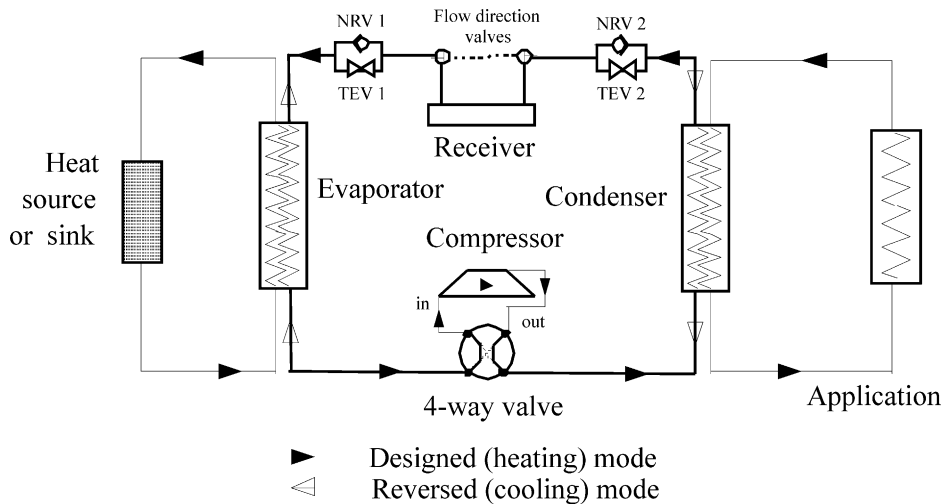 NRV 1
Flow direction
valves
NRV 2
TEV 1
TEV 2
Receiver
Heat
source
or sink
Evaporator
Condenser
Compressor
in
out
4-way valve
Application
Designed (heating) mode
Reversed (cooling) mode